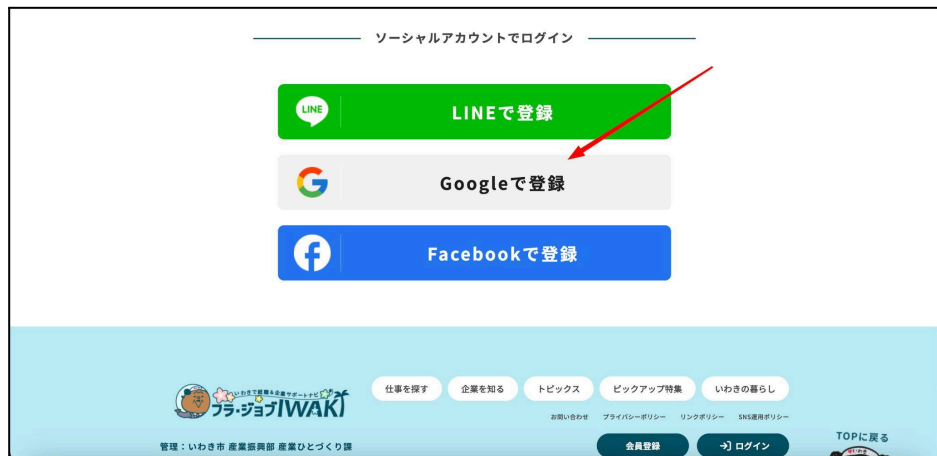 ソーシャルアカウントでログイン
LINE
LINEで登録
Googleで登録
Facebookで登録
いわきで就職&企業サポートナビ
フラ・ジョブIWAKI
仕事を探す 企業を知る トピックス ピックアップ特集 いわきの暮らし
お問い合わせ プライバシーポリシー リンクポリシー SNS運用ポリシー
管理：いわき市 産業振興部 産業ひとづくり課
会員登録 ログイン
TOPに戻る